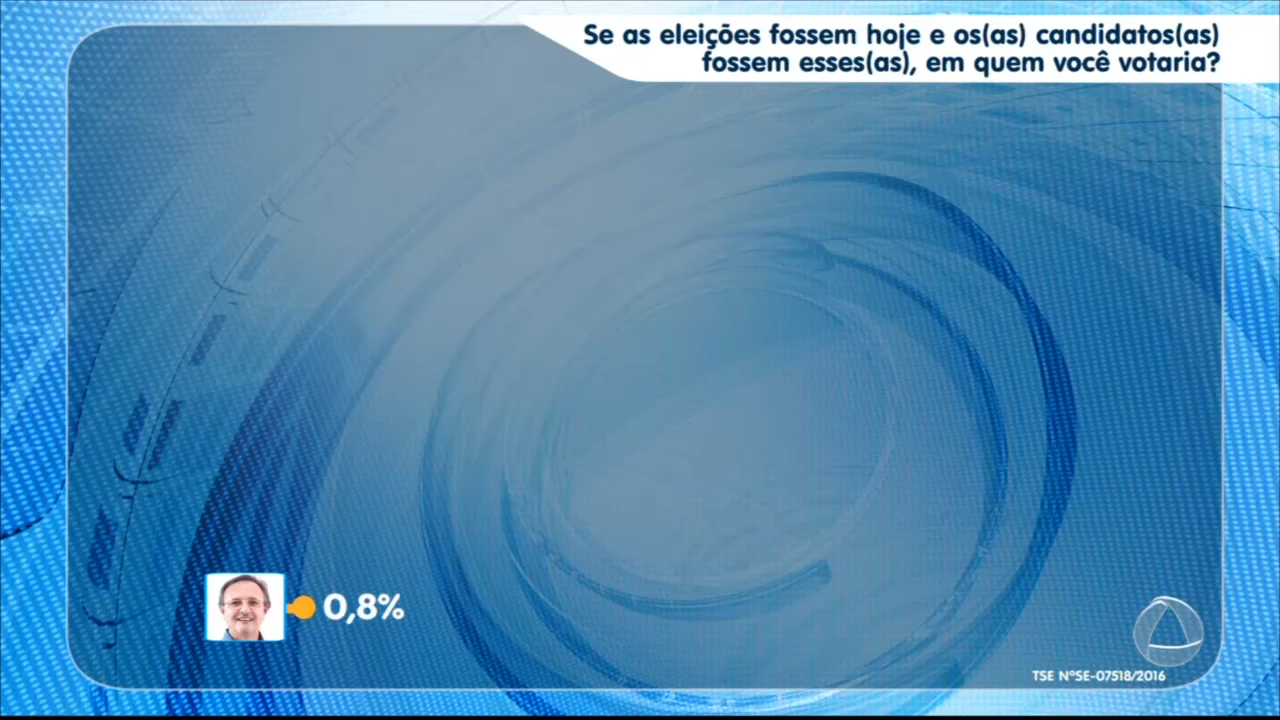 Se as eleições fossem hoje e os(as) candidatos(as)
fossem esses(as), em quem você votaria?
0,8%
TSE NºSE-07518/2016